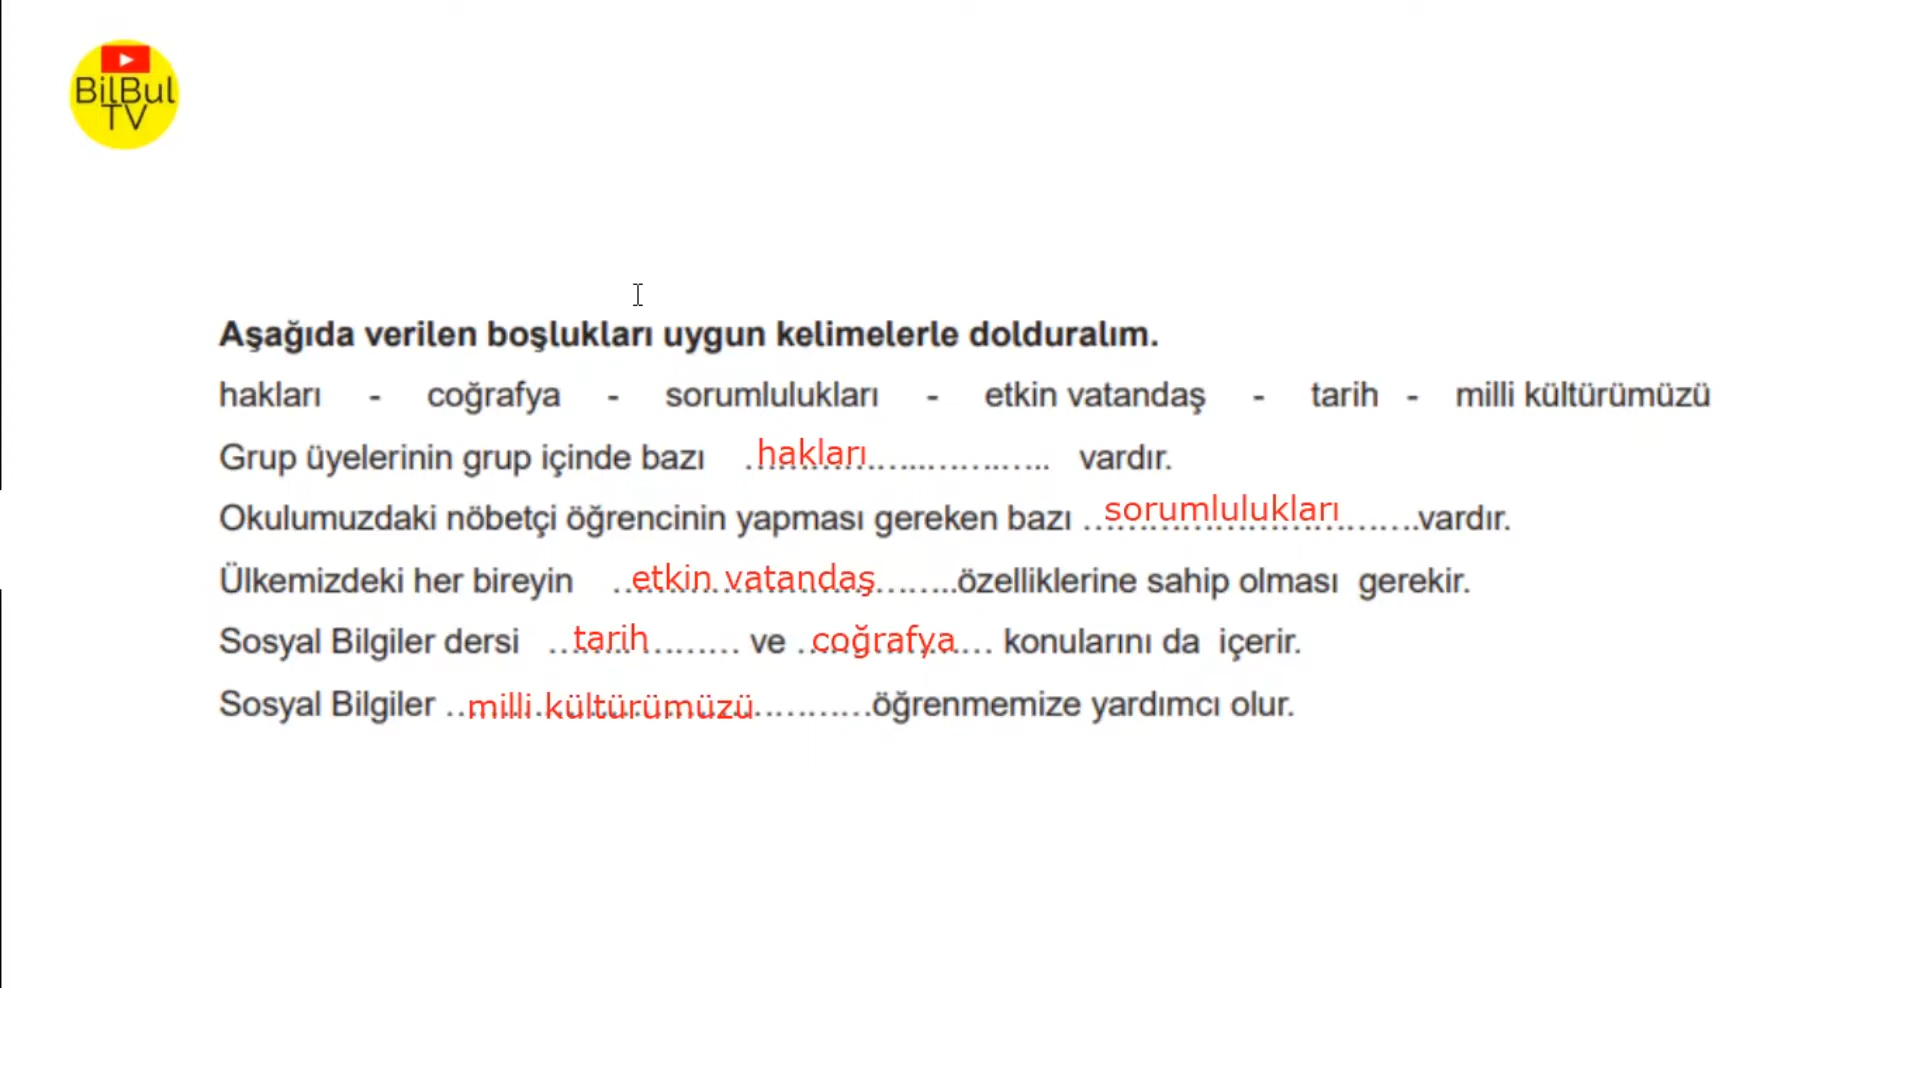 BilBul
TV
Aşağıda verilen boşlukları uygun kelimelerle dolduralım.
hakları - coğrafya - sorumlulukları - etkin vatandaş - tarih - milli kültürümüzü
Grup üyelerinin grup içinde bazı hakları vardır.
Okulumuzdaki nöbetçi öğrencinin yapması gereken bazı sorumlulukları vardır.
Ülkemizdeki her bireyin etkin vatandaş özelliklerine sahip olması gerekir.
Sosyal Bilgiler dersi tarih ve coğrafya konularını da içerir.
Sosyal Bilgiler milli kültürümüzü öğrenmemize yardımcı olur.